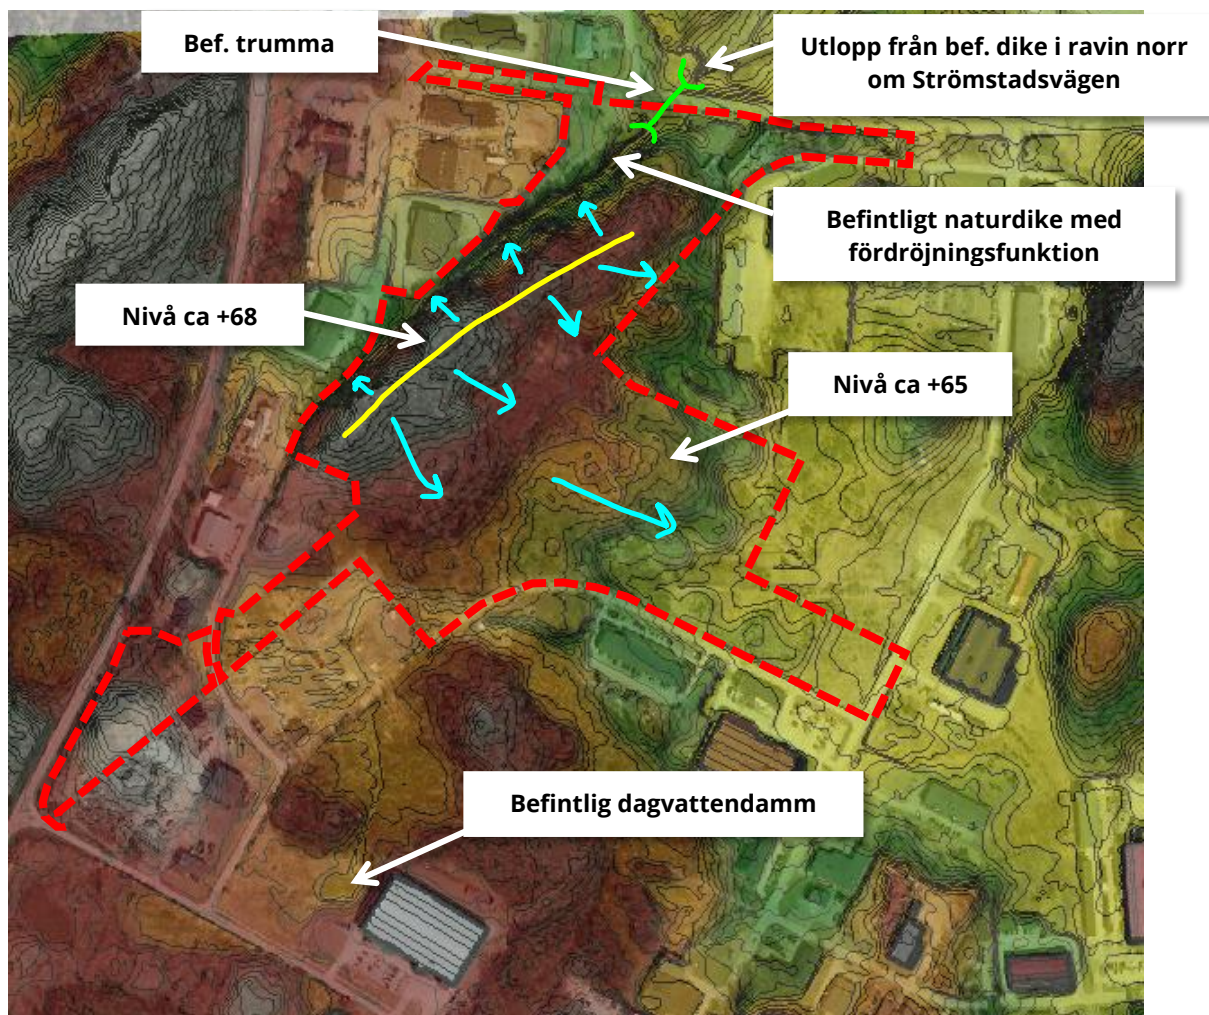 Bef. trumma
Utlopp från bef. dike i ravin norr
om Strömstadsvägen
Befintligt naturdike med
fördröjningsfunktion
Nivå ca +68
Nivå ca +65
Befintlig dagvattendamm